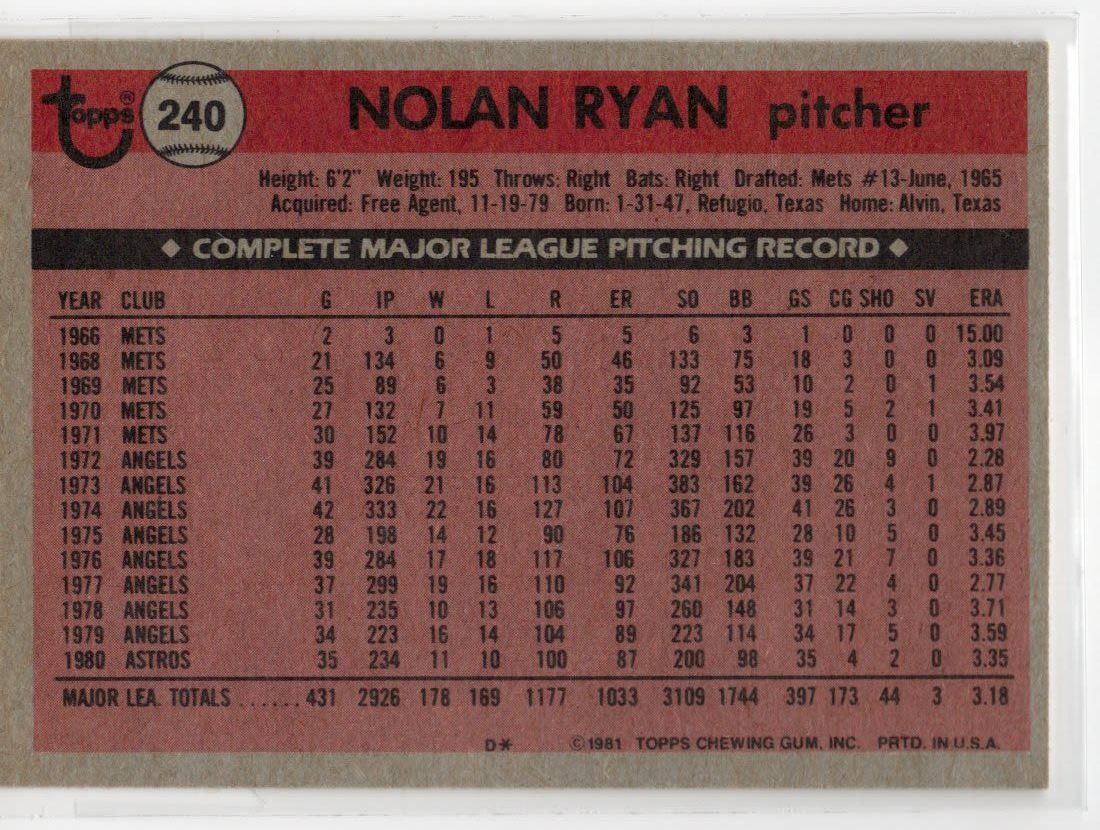 topps® 240 NOLAN RYAN pitcher
Height: 6'2" Weight: 195 Throws: Right Bats: Right Drafted: Mets #13-June, 1965
Acquired: Free Agent, 11-19-79 Born: 1-31-47, Refugio, Texas Home: Alvin, Texas
◆ COMPLETE MAJOR LEAGUE PITCHING RECORD ◆
YEAR CLUB G IP W L R ER SO BB GS CG SHO SV ERA
1966 METS 2 3 0 1 5 5 6 3 1 0 0 0 15.00
1968 METS 21 134 6 9 50 46 133 75 18 3 0 0 3.09
1969 METS 25 89 6 3 38 35 92 53 10 2 0 1 3.54
1970 METS 27 132 7 11 59 50 125 97 19 5 2 1 3.41
1971 METS 30 152 10 14 78 67 137 116 26 3 0 0 3.97
1972 ANGELS 39 284 19 16 80 72 329 157 39 20 9 0 2.28
1973 ANGELS 41 326 21 16 113 104 383 162 39 26 4 1 2.87
1974 ANGELS 42 333 22 16 127 107 367 202 41 26 3 0 2.89
1975 ANGELS 28 198 14 12 90 76 186 132 28 10 5 0 3.45
1976 ANGELS 39 284 17 18 117 106 327 183 39 21 7 0 3.36
1977 ANGELS 37 299 19 16 110 92 341 204 37 22 4 0 2.77
1978 ANGELS 31 235 10 13 106 97 260 148 31 14 3 0 3.71
1979 ANGELS 34 223 16 14 104 89 223 114 34 17 5 0 3.59
1980 ASTROS 35 234 11 10 100 87 200 98 35 4 2 0 3.35
MAJOR LEA. TOTALS ......431 2926 178 169 1177 1033 3109 1744 397 173 44 3 3.18
D* ©1981 TOPPS CHEWING GUM, INC. PRTD. IN U.S.A.